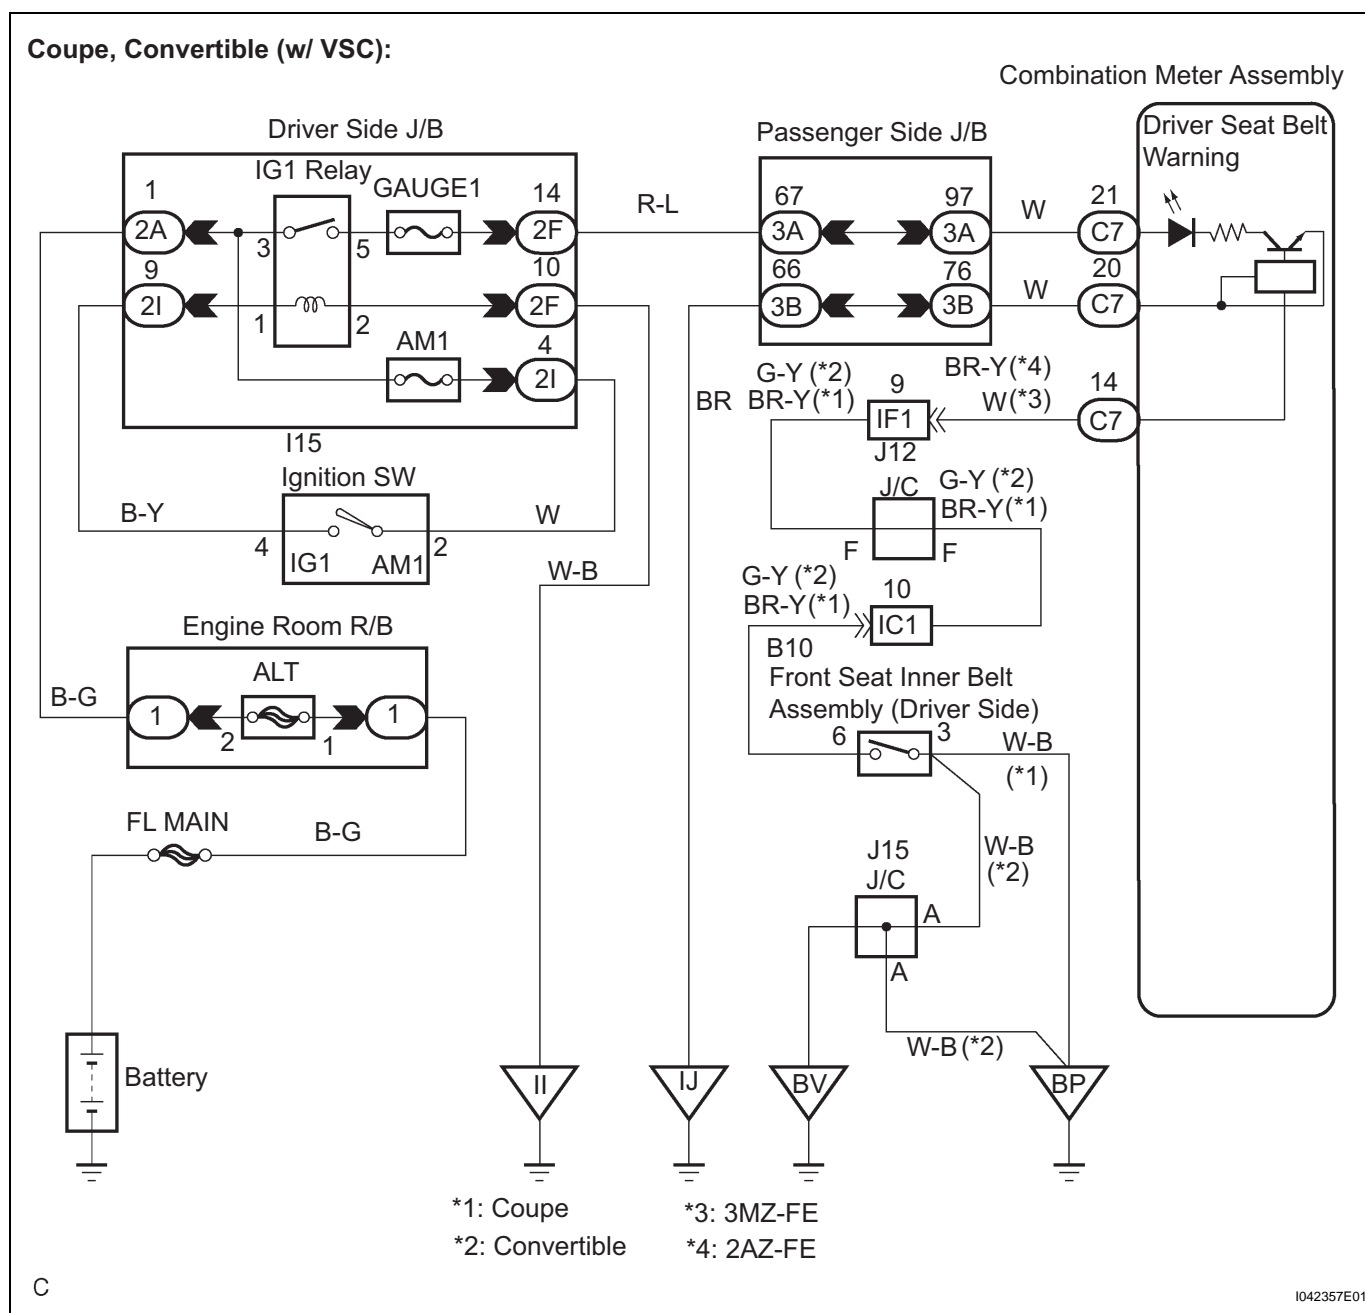 Coupe, Convertible (w/ VSC):
Combination Meter Assembly
Driver Side J/B
Passenger Side J/B
Driver Seat Belt
Warning
IG1 Relay
GAUGE1
1
14
67
97
21
2A
3
5
2F
R-L
3A
3A
W
C7
9
10
66
76
20
2I
1
2
2F
3B
3B
W
C7
AM1
4
2I
G-Y (*2)
BR-Y(*1)
9
BR-Y(*4)
W(*3)
14
BR
IF1
C7
J12
I15
Ignition SW
J/C
G-Y (*2)
BR-Y(*1)
B-Y
W
4
IG1
AM1
2
F
F
W-B
G-Y (*2)
BR-Y(*1)
10
IC1
Engine Room R/B
B10
Front Seat Inner Belt
Assembly (Driver Side)
ALT
B-G
1
2
1
1
6
3
W-B
(*1)
FL MAIN
B-G
J15
J/C
W-B
(*2)
A
A
W-B (*2)
Battery
II
IJ
BV
BP
*1: Coupe
*3: 3MZ-FE
*2: Convertible
*4: 2AZ-FE
C
I042357E01